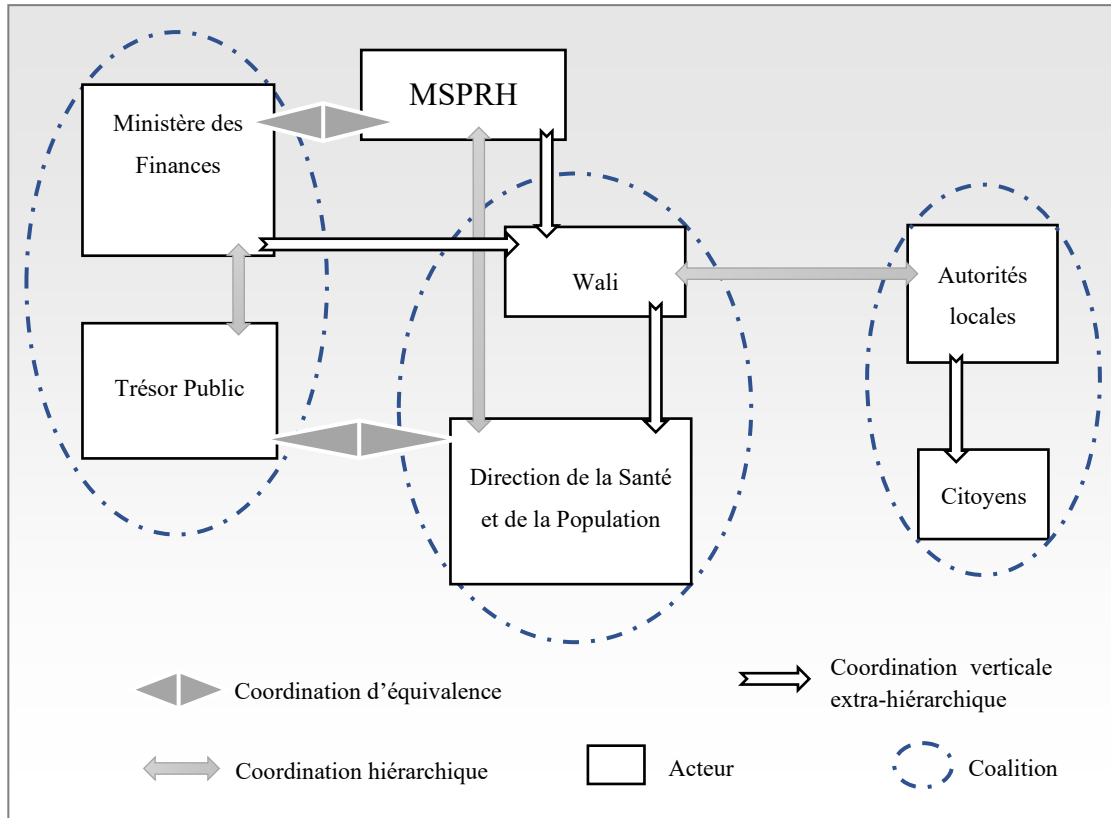 MSPRH
Ministère des
Finances
Wali
Autorités
locales
Trésor Public
Direction de la Santé
et de la Population
Citoyens
Coordination d’équivalence
Coordination verticale
extra-hiérarchique
Coordination hiérarchique
Acteur
Coalition